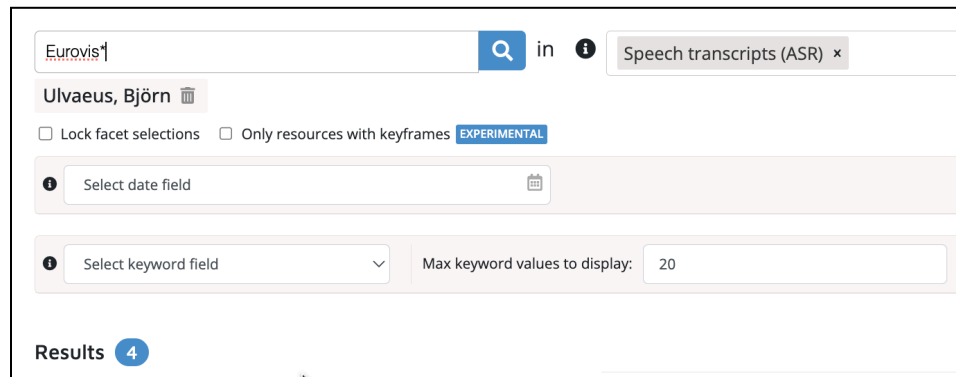 Eurovis* in Speech transcripts (ASR) ×
Ulvaeus, Björn
Lock facet selections Only resources with keyframes EXPERIMENTAL
Select date field
Select keyword field Max keyword values to display: 20
Results 4